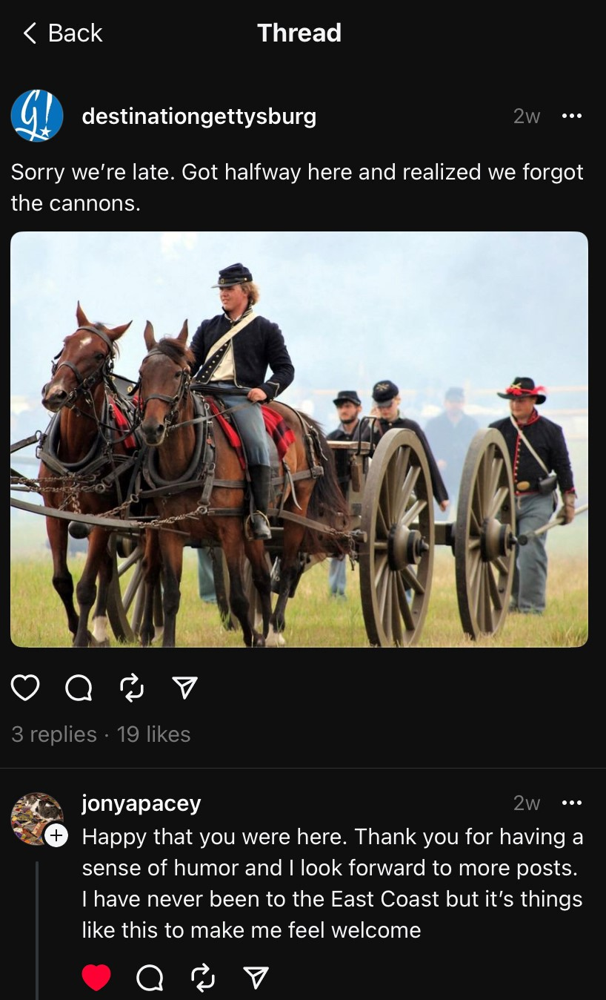 Back
Thread
G!
destinationgettysburg
2w
Sorry we’re late. Got halfway here and realized we forgot
the cannons.
3 replies · 19 likes
jonyapacey
2w
Happy that you were here. Thank you for having a
sense of humor and I look forward to more posts.
I have never been to the East Coast but it’s things
like this to make me feel welcome